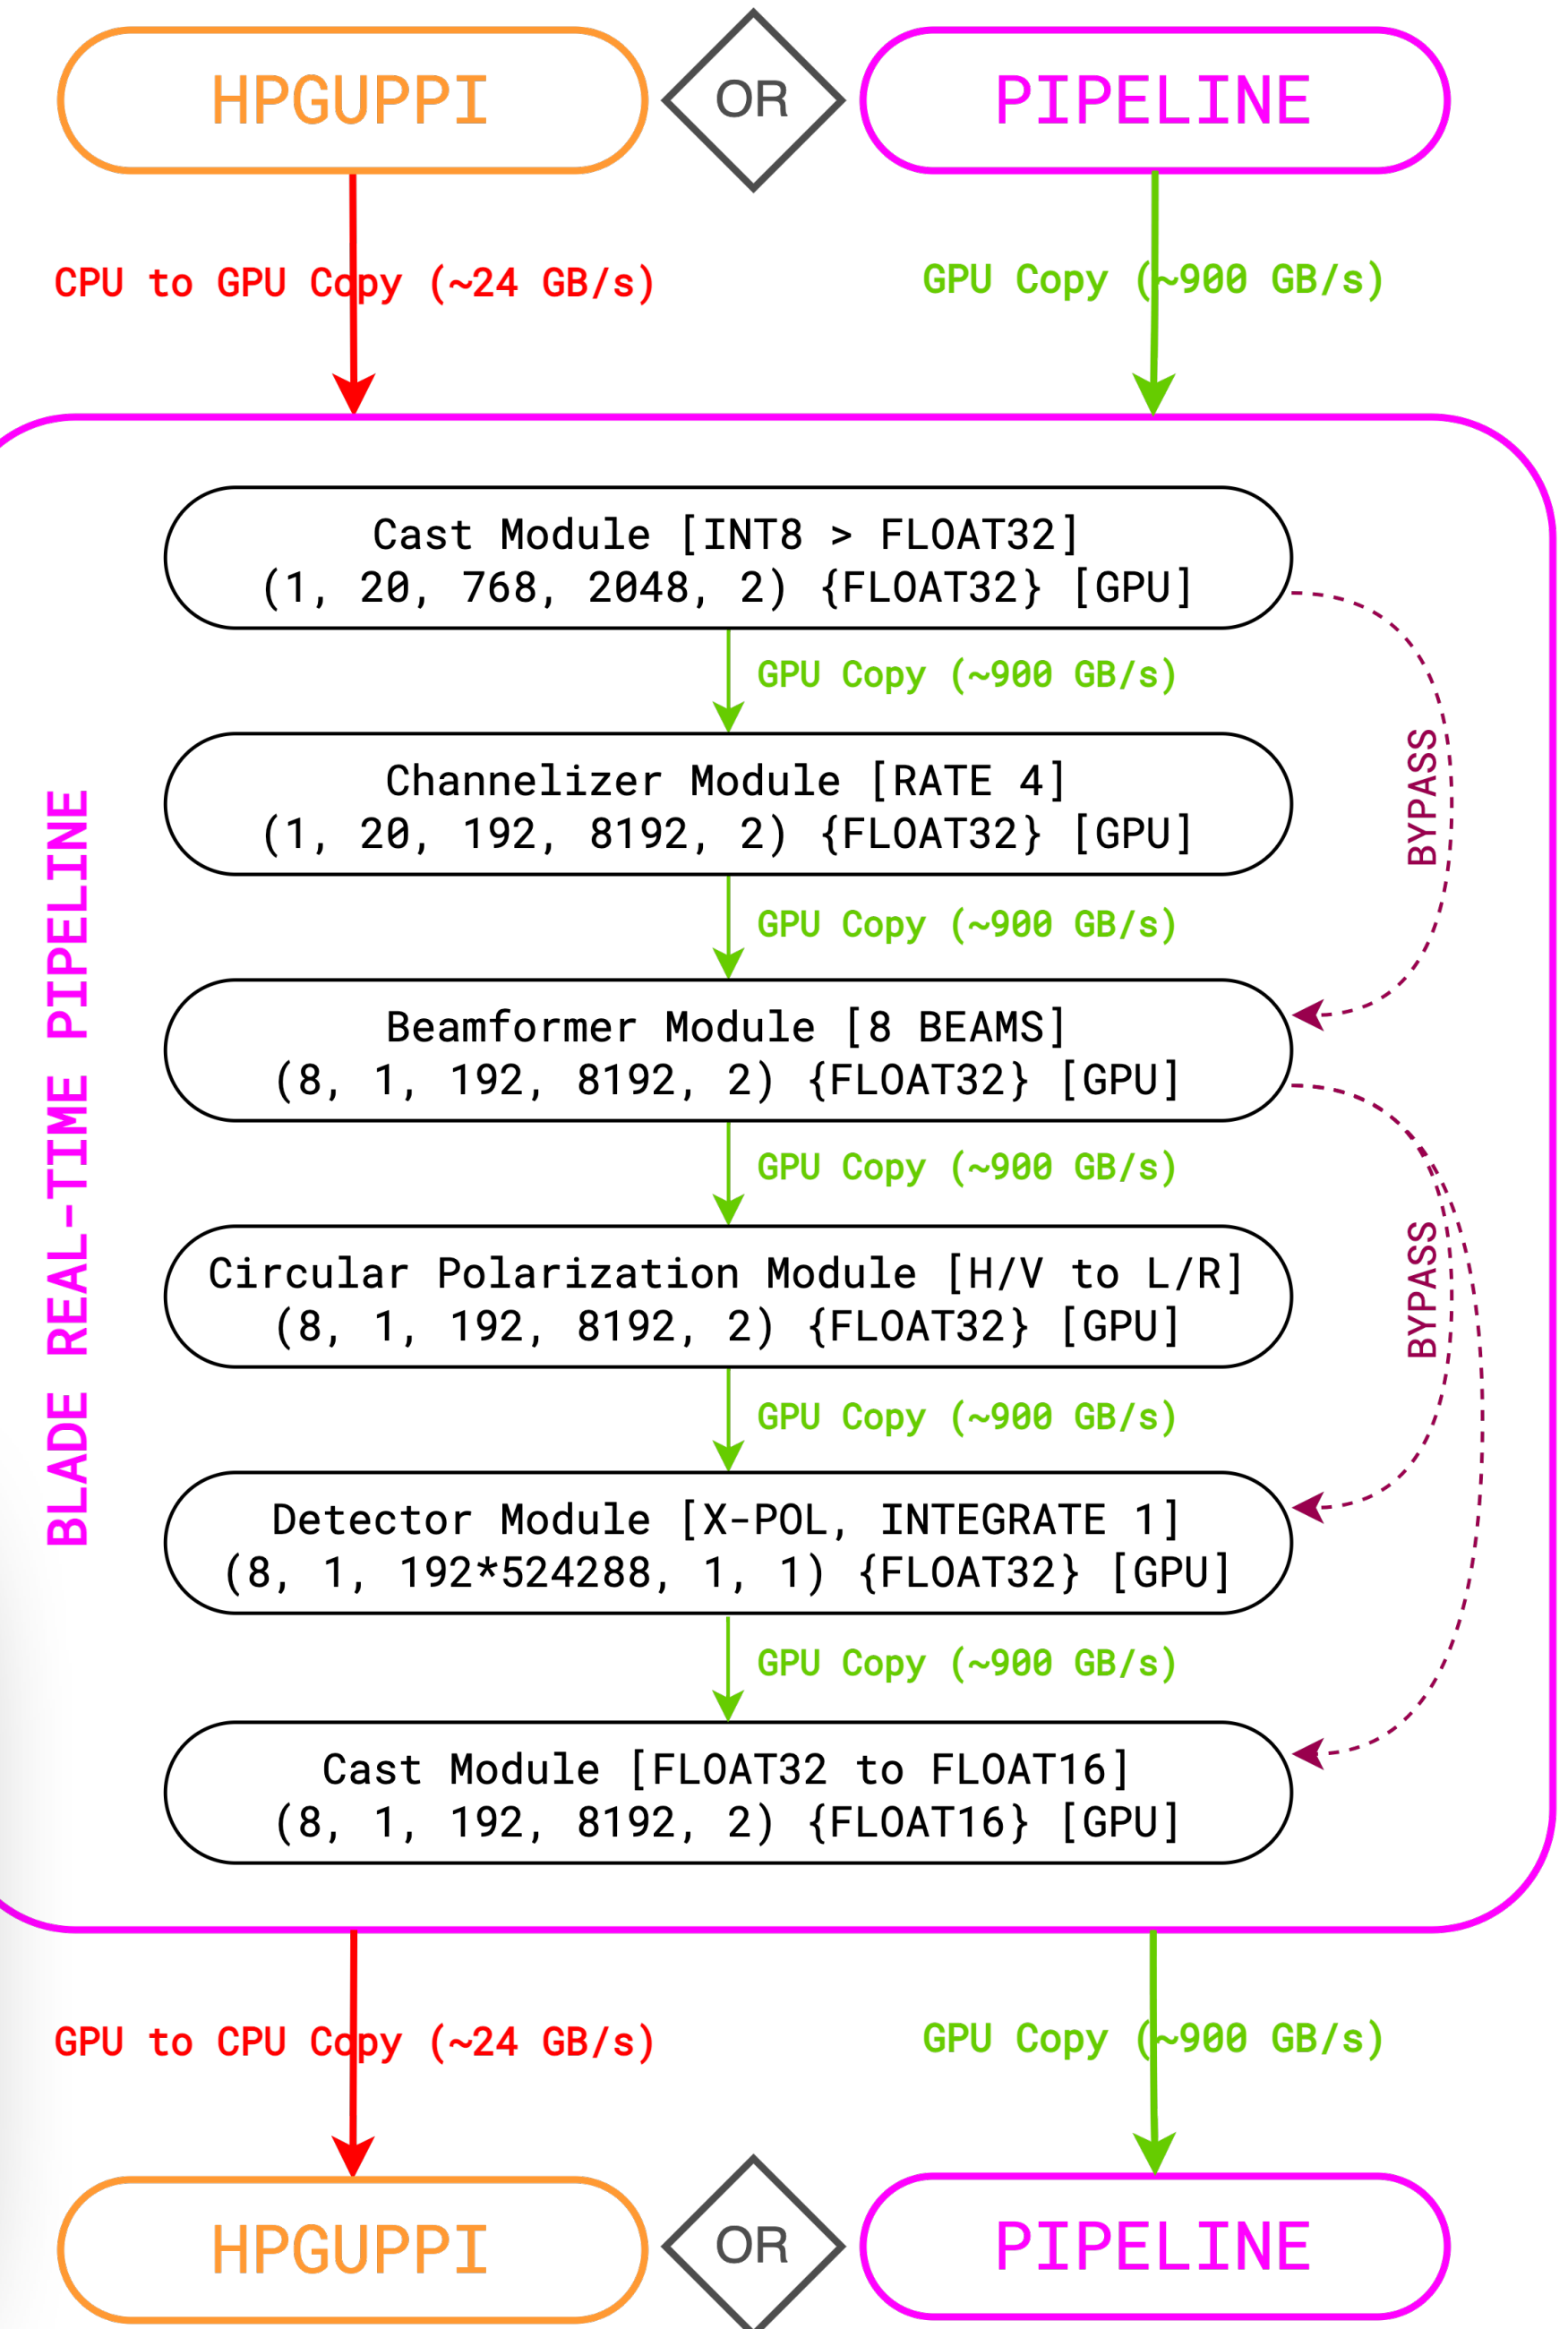 HPGUPPI
OR
PIPELINE
CPU to GPU Copy (~24 GB/s)
GPU Copy (~900 GB/s)
BLADE REAL-TIME PIPELINE
Cast Module [INT8 > FLOAT32]
(1, 20, 768, 2048, 2) {FLOAT32} [GPU]
GPU Copy (~900 GB/s)
BYPASS
Channelizer Module [RATE 4]
(1, 20, 192, 8192, 2) {FLOAT32} [GPU]
GPU Copy (~900 GB/s)
Beamformer Module [8 BEAMS]
(8, 1, 192, 8192, 2) {FLOAT32} [GPU]
GPU Copy (~900 GB/s)
BYPASS
Circular Polarization Module [H/V to L/R]
(8, 1, 192, 8192, 2) {FLOAT32} [GPU]
GPU Copy (~900 GB/s)
Detector Module [X-POL, INTEGRATE 1]
(8, 1, 192*524288, 1, 1) {FLOAT32} [GPU]
GPU Copy (~900 GB/s)
Cast Module [FLOAT32 to FLOAT16]
(8, 1, 192, 8192, 2) {FLOAT16} [GPU]
GPU to CPU Copy (~24 GB/s)
GPU Copy (~900 GB/s)
HPGUPPI
OR
PIPELINE